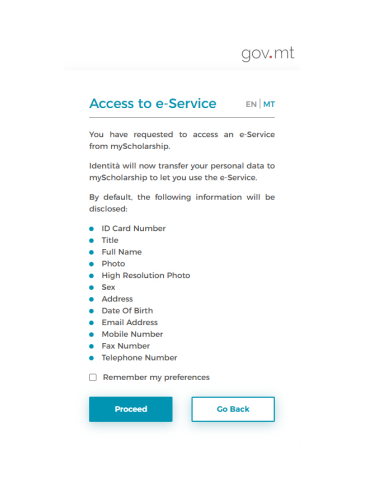 gov.mt
Access to e-Service
EN | MT
You have requested to access an e-Service
from myScholarship.
Identità will now transfer your personal data to
myScholarship to let you use the e-Service.
By default, the following information will be
disclosed:
ID Card Number
Title
Full Name
Photo
High Resolution Photo
Sex
Address
Date Of Birth
Email Address
Mobile Number
Fax Number
Telephone Number
Remember my preferences
Proceed
Go Back